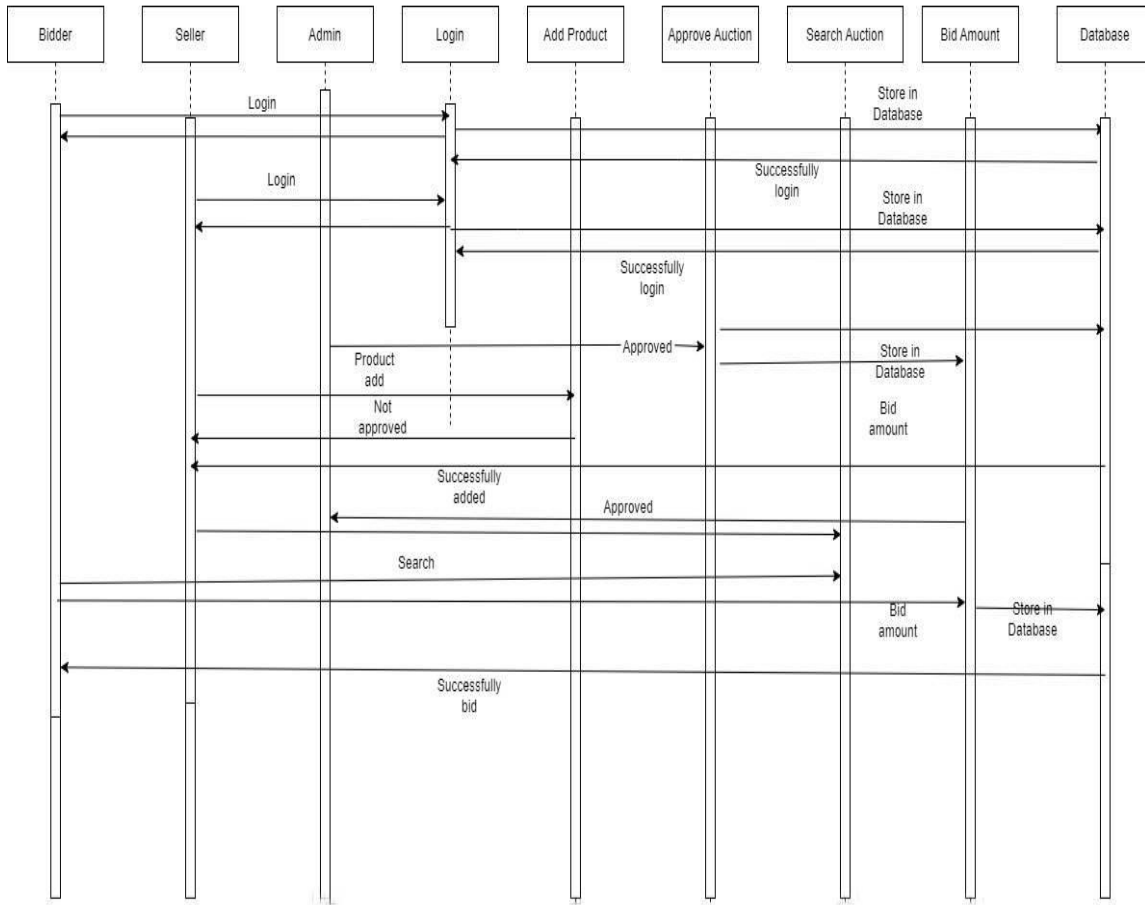 Bidder
Seller
Admin
Login
Add Product
Approve Auction
Search Auction
Bid Amount
Database
Login
Store in
Database
Successfully
login
Login
Store in
Database
Successfully
login
Approved
Store in
Database
Product
add
Not
approved
Bid
amount
Successfully
added
Approved
Search
Bid
amount
Store in
Database
Successfully
bid